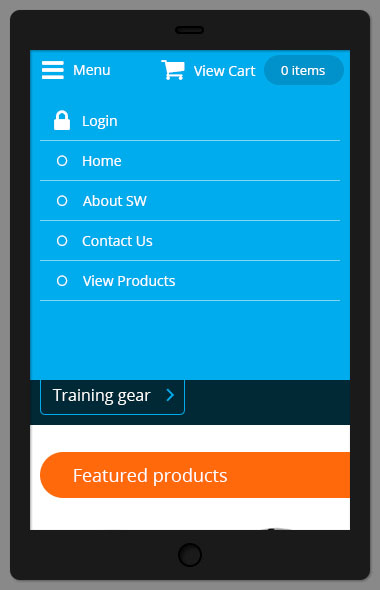 Menu View Cart 0 items
Login
Home
About SW
Contact Us
View Products
Training gear
Featured products